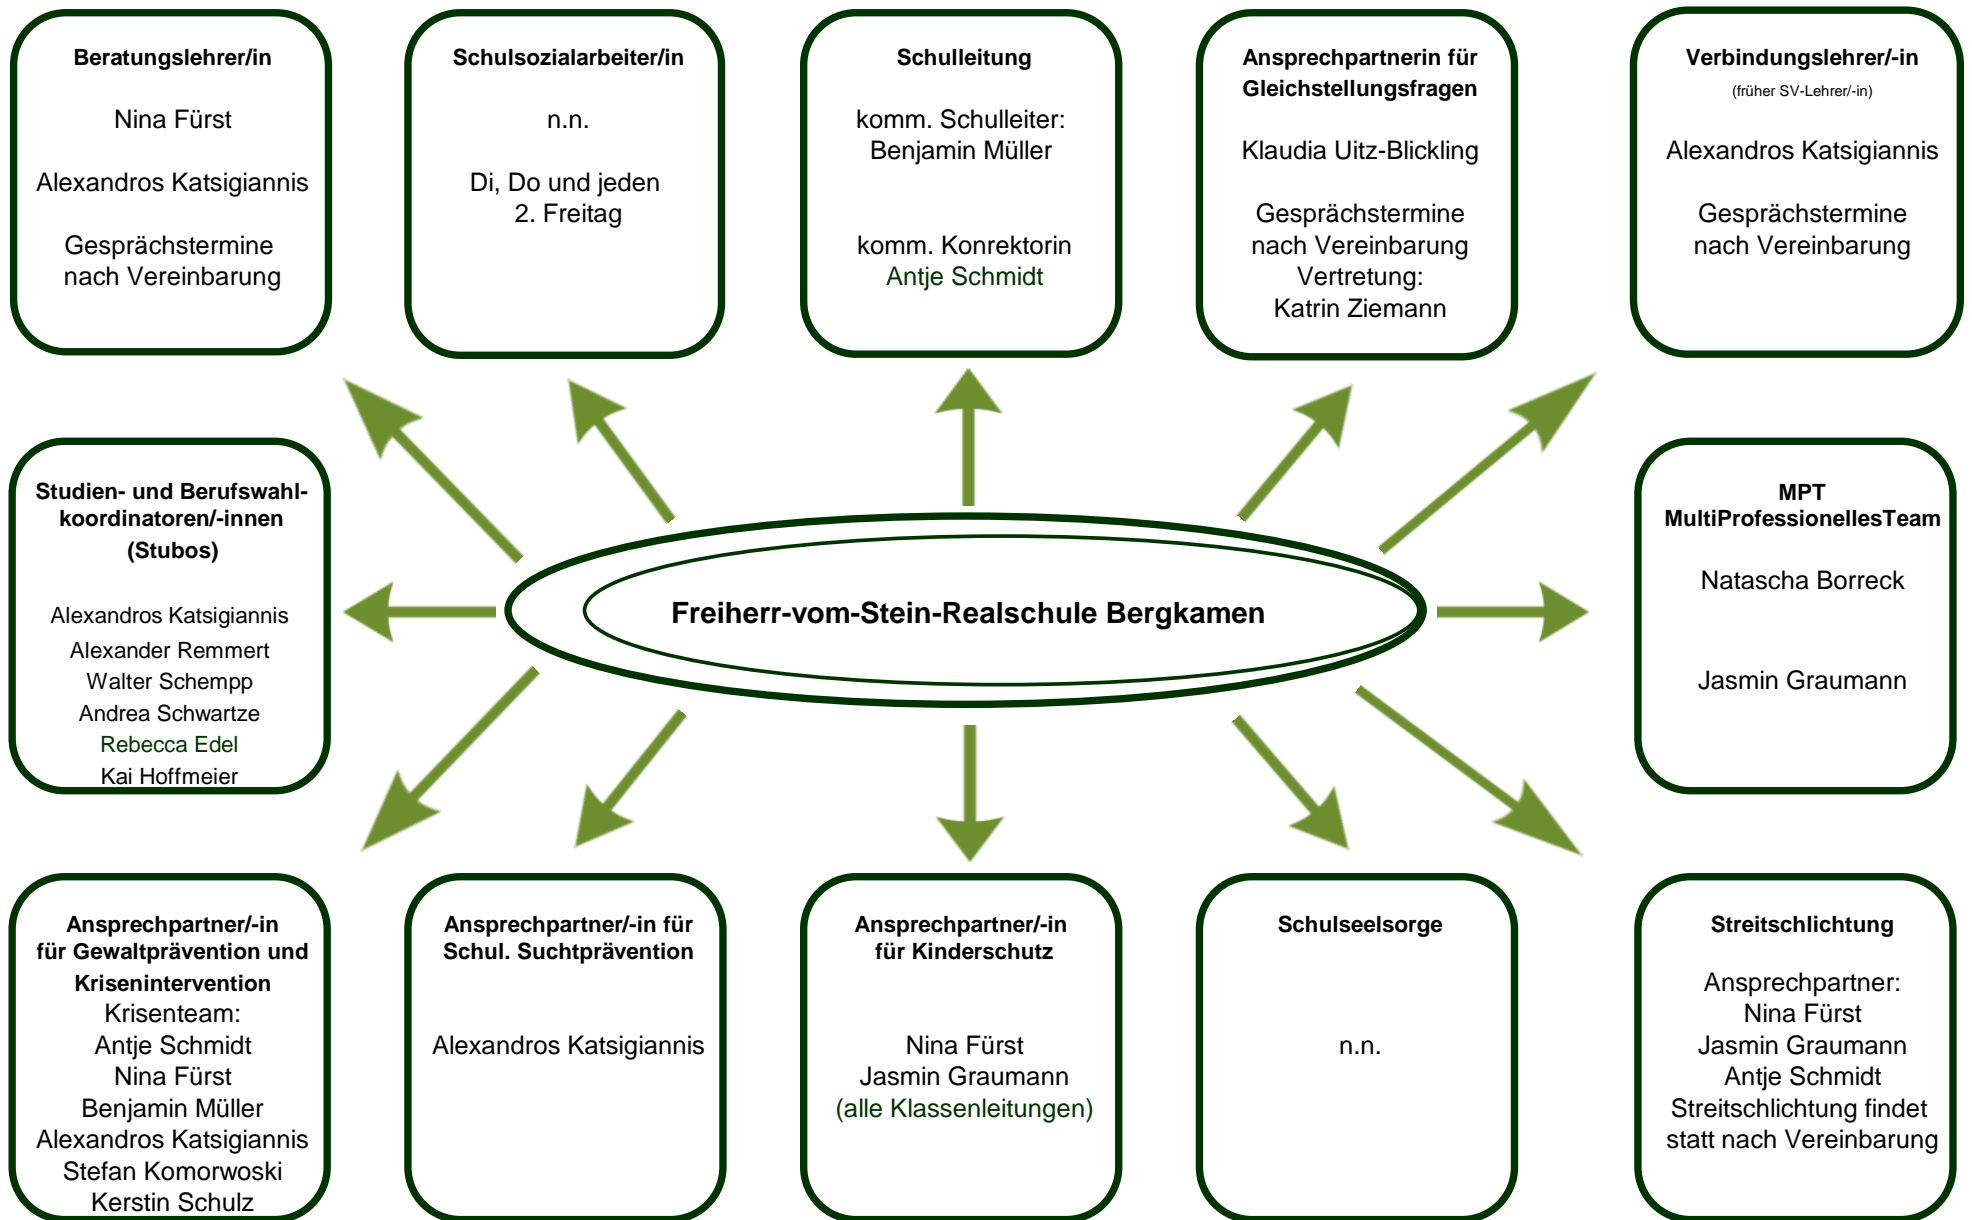 Beratungslehrer/in
Nina Fürst
Alexandros Katsigiannis
Gesprächstermine
nach Vereinbarung
Schulsozialarbeiter/in
n.n.
Di, Do und jeden
2. Freitag
Schulleitung
komm. Schulleiter:
Benjamin Müller
komm. Konrektorin
Antje Schmidt
Ansprechpartnerin für
Gleichstellungsfragen
Klaudia Uitz-Blickling
Gesprächstermine
nach Vereinbarung
Vertretung:
Katrin Ziemann
Verbindungslehrer/-in
(früher SV-Lehrer/-in)
Alexandros Katsigiannis
Gesprächstermine
nach Vereinbarung
Studien- und Berufswahl-
koordinatoren/-innen
(Stubos)
Alexandros Katsigiannis
Alexander Remmert
Walter Schempp
Andrea Schwartze
Rebecca Edel
Kai Hoffmeier
Freiherr-vom-Stein-Realschule Bergkamen
MPT
MultiProfessionellesTeam
Natascha Borreck
Jasmin Graumann
Ansprechpartner/-in
für Gewaltprävention und
Krisenintervention
Krisenteam:
Antje Schmidt
Nina Fürst
Benjamin Müller
Alexandros Katsigiannis
Stefan Komorwoski
Kerstin Schulz
Ansprechpartner/-in für
Schul. Suchtprävention
Alexandros Katsigiannis
Ansprechpartner/-in
für Kinderschutz
Nina Fürst
Jasmin Graumann
(alle Klassenleitungen)
Schulseelsorge
n.n.
Streitschlichtung
Ansprechpartner:
Nina Fürst
Jasmin Graumann
Antje Schmidt
Streitschlichtung findet
statt nach Vereinbarung